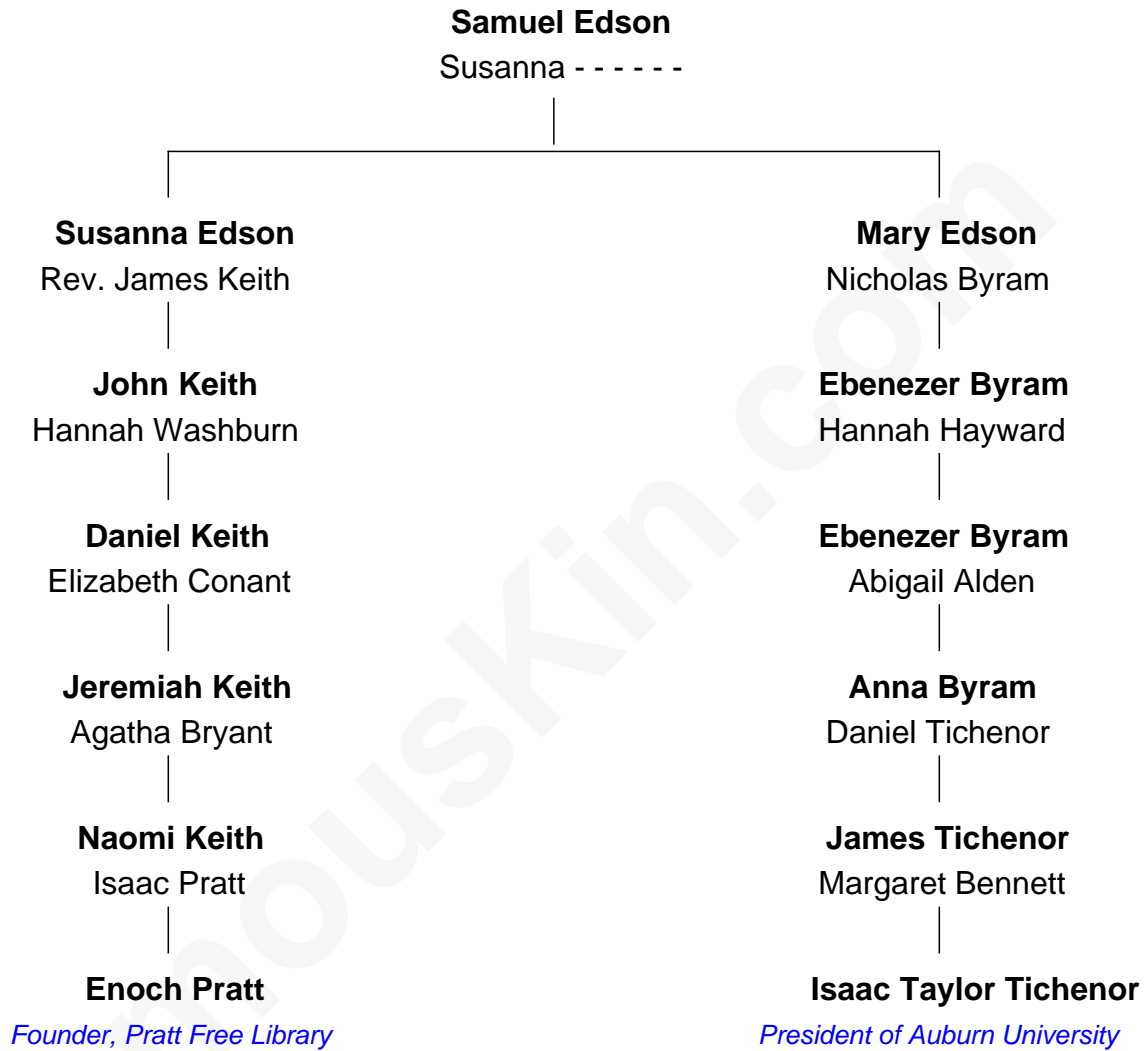 Samuel Edson
Susanna - - - - - -
Susanna Edson
Rev. James Keith
Mary Edson
Nicholas Byram
John Keith
Hannah Washburn
Ebenezer Byram
Hannah Hayward
Daniel Keith
Elizabeth Conant
Ebenezer Byram
Abigail Alden
Jeremiah Keith
Agatha Bryant
Anna Byram
Daniel Tichenor
Naomi Keith
Isaac Pratt
James Tichenor
Margaret Bennett
Enoch Pratt
Founder, Pratt Free Library
Isaac Taylor Tichenor
President of Auburn University
mousKin.com